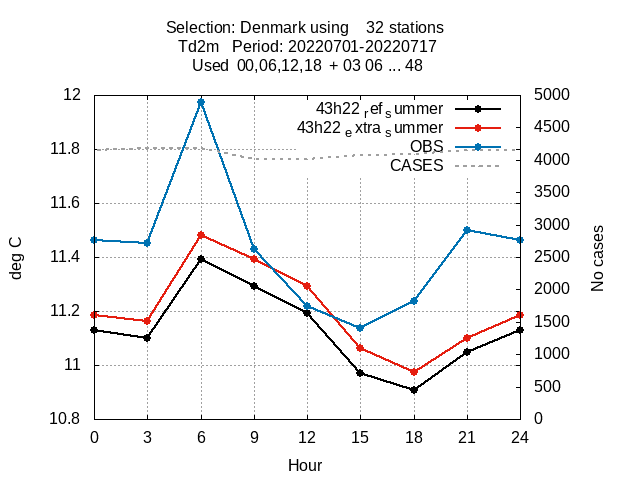 Selection: Denmark using    32 stations
Td2m   Period: 20220701-20220717
Used  00,06,12,18  + 03 06 ... 48
12
11.8
11.6
11.4
11.2
11
10.8
deg C
43h22 ref summer
43h22 extra summer
OBS
CASES
5000
4500
4000
3500
3000
2500
2000
1500
1000
500
0
No cases
0 3 6 9 12 15 18 21 24
Hour